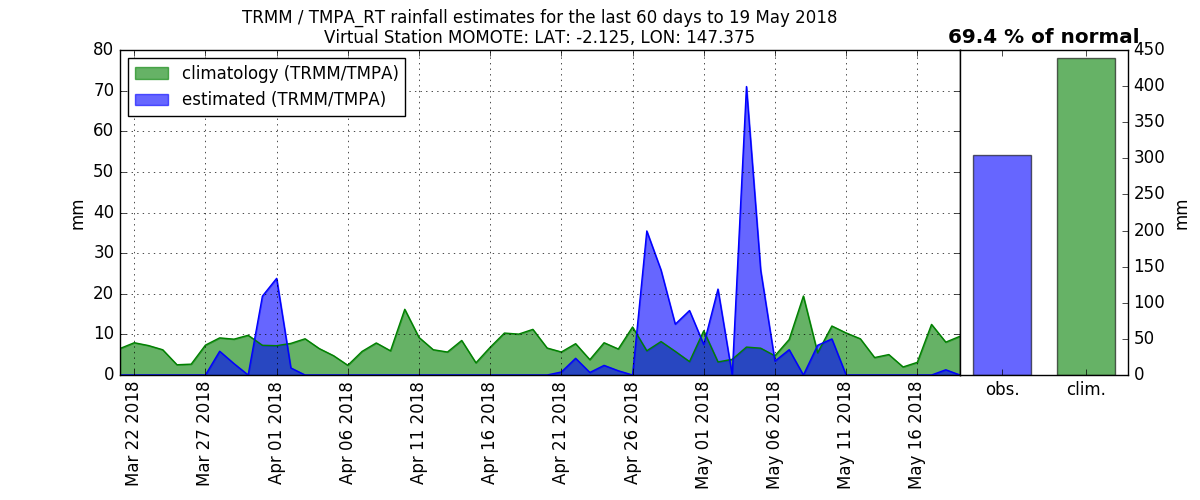 TRMM / TMPA_RT rainfall estimates for the last 60 days to 19 May 2018
Virtual Station MOMOTE: LAT: -2.125, LON: 147.375
69.4 % of normal
climatology (TRMM/TMPA)
estimated (TRMM/TMPA)
80
70
60
50
40
30
20
10
0
mm
Mar 22 2018
Mar 27 2018
Apr 01 2018
Apr 06 2018
Apr 11 2018
Apr 16 2018
Apr 21 2018
Apr 26 2018
May 01 2018
May 06 2018
May 11 2018
May 16 2018
obs.
clim.
450
400
350
300
250
200
150
100
50
0
mm